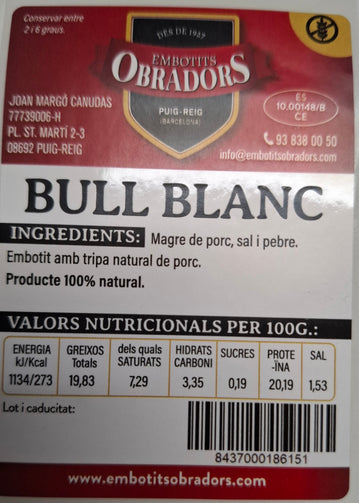 Conservar entre
2 i 6 graus.
DES DE 1957
EMBOTITS
OBRADORS
PUIG-REIG
(BARCELONA)
JOAN MARGÓ CANUDAS
77739006-H
PL. ST. MARTÍ 2-3
08692 PUIG-REIG
ES
10.00148/B
CE
93 838 00 50
info@embotitsobradors.com
BULL BLANC
INGREDIENTS: Magre de porc, sal i pebre.
Embotit amb tripa natural de porc.
Producte 100% natural.
VALORS NUTRICIONALS PER 100G.:
ENERGIA kJ/Kcal GREIXOS Totals dels quals SATURATS HIDRATS CARBONI SUCRES PROTE-ÏNA SAL
1134/273 19,83 7,29 3,35 0,19 20,19 1,53
Lot i caducitat:
8437000186151
www.embotitsobradors.com